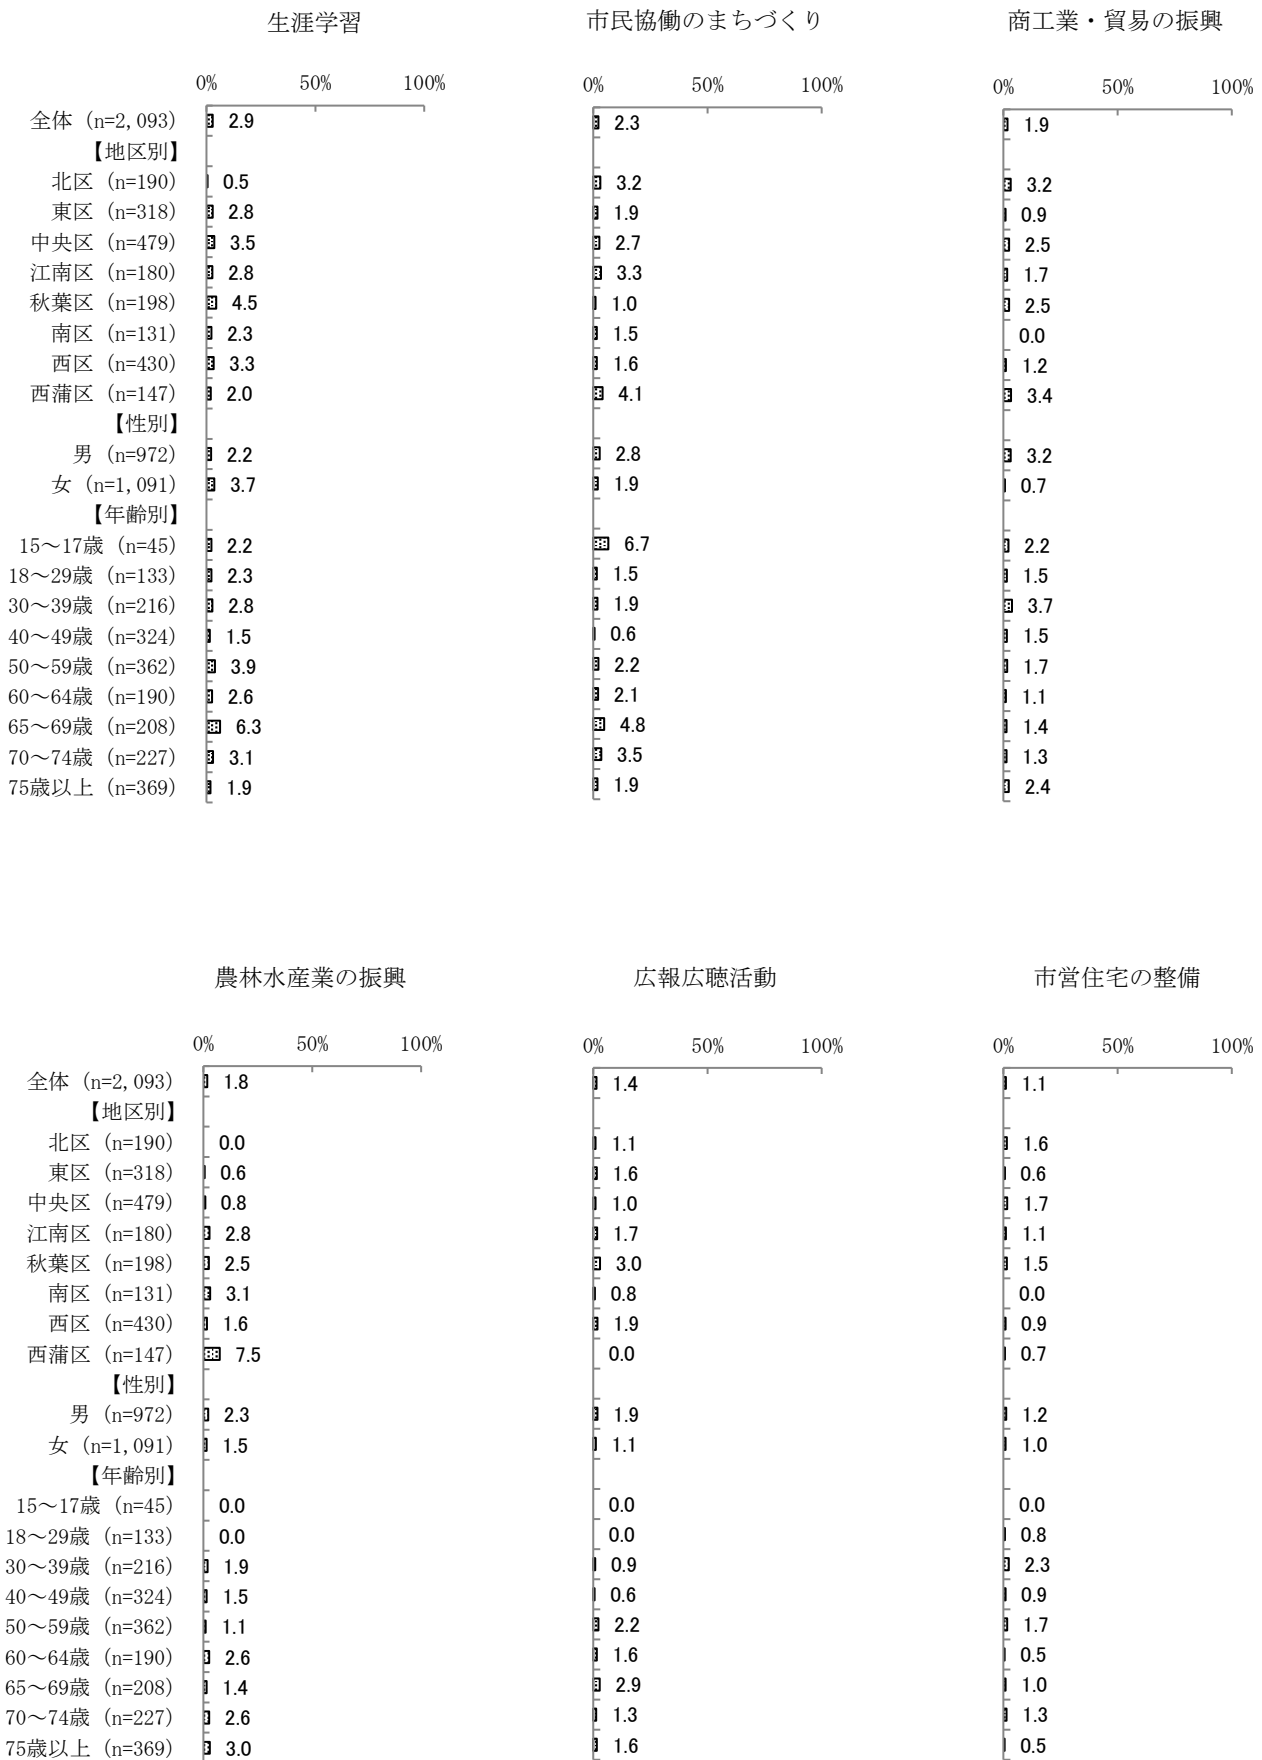 生涯学習 市民協働のまちづくり 商工業・貿易の振興
0% 50% 100% 0% 50% 100% 0% 50% 100%
全体 (n=2,093) 2.9 2.3 1.9
【地区別】
北区 (n=190) 0.5 3.2 3.2
東区 (n=318) 2.8 1.9 0.9
中央区 (n=479) 3.5 2.7 2.5
江南区 (n=180) 2.8 3.3 1.7
秋葉区 (n=198) 4.5 1.0 2.5
南区 (n=131) 2.3 1.5 0.0
西区 (n=430) 3.3 1.6 1.2
西蒲区 (n=147) 2.0 4.1 3.4
【性別】
男 (n=972) 2.2 2.8 3.2
女 (n=1,091) 3.7 1.9 0.7
【年齢別】
15～17歳 (n=45) 2.2 6.7 2.2
18～29歳 (n=133) 2.3 1.5 1.5
30～39歳 (n=216) 2.8 1.9 3.7
40～49歳 (n=324) 1.5 0.6 1.5
50～59歳 (n=362) 3.9 2.2 1.7
60～64歳 (n=190) 2.6 2.1 1.1
65～69歳 (n=208) 6.3 4.8 1.4
70～74歳 (n=227) 3.1 3.5 1.3
75歳以上 (n=369) 1.9 1.9 2.4
農林水産業の振興 広報広聴活動 市営住宅の整備
0% 50% 100% 0% 50% 100% 0% 50% 100%
全体 (n=2,093) 1.8 1.4 1.1
【地区別】
北区 (n=190) 0.0 1.1 1.6
東区 (n=318) 0.6 1.6 0.6
中央区 (n=479) 0.8 1.0 1.7
江南区 (n=180) 2.8 1.7 1.1
秋葉区 (n=198) 2.5 3.0 1.5
南区 (n=131) 3.1 0.8 0.0
西区 (n=430) 1.6 1.9 0.9
西蒲区 (n=147) 7.5 0.0 0.7
【性別】
男 (n=972) 2.3 1.9 1.2
女 (n=1,091) 1.5 1.1 1.0
【年齢別】
15～17歳 (n=45) 0.0 0.0 0.0
18～29歳 (n=133) 0.0 0.0 0.8
30～39歳 (n=216) 1.9 0.9 2.3
40～49歳 (n=324) 1.5 0.6 0.9
50～59歳 (n=362) 1.1 2.2 1.7
60～64歳 (n=190) 2.6 1.6 0.5
65～69歳 (n=208) 1.4 2.9 1.0
70～74歳 (n=227) 2.6 1.3 1.3
75歳以上 (n=369) 3.0 1.6 0.5